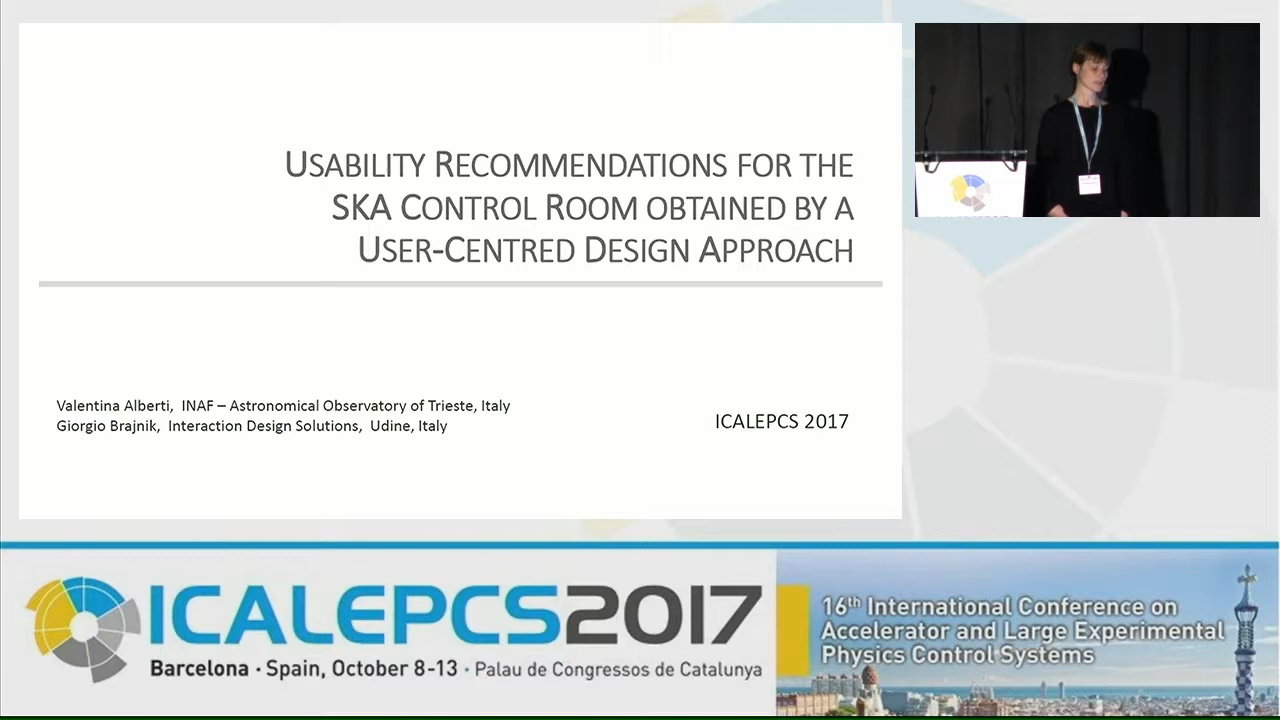 USABILITY RECOMMENDATIONS FOR THE
SKA CONTROL ROOM OBTAINED BY A
USER-CENTRED DESIGN APPROACH
Valentina Alberti, INAF – Astronomical Observatory of Trieste, Italy
Giorgio Brajnik, Interaction Design Solutions, Udine, Italy
ICALEPCS 2017
ICALEPCS2017
Barcelona · Spain, October 8-13 · Palau de Congressos de Catalunya
16th International Conference on
Accelerator and Large Experimental
Physics Control Systems